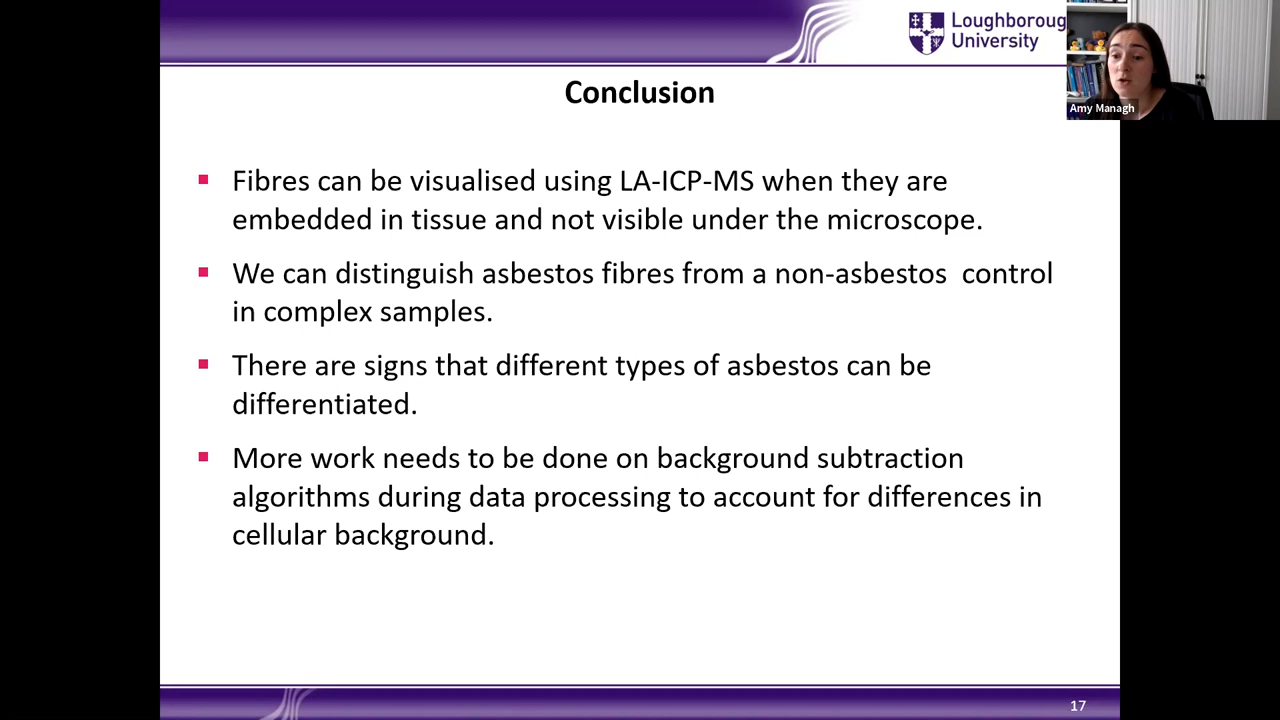 Loughboroug
University
Amy Managh
Conclusion
▪ Fibres can be visualised using LA-ICP-MS when they are
embedded in tissue and not visible under the microscope.
▪ We can distinguish asbestos fibres from a non-asbestos  control
in complex samples.
▪ There are signs that different types of asbestos can be
differentiated.
▪ More work needs to be done on background subtraction
algorithms during data processing to account for differences in
cellular background.
17